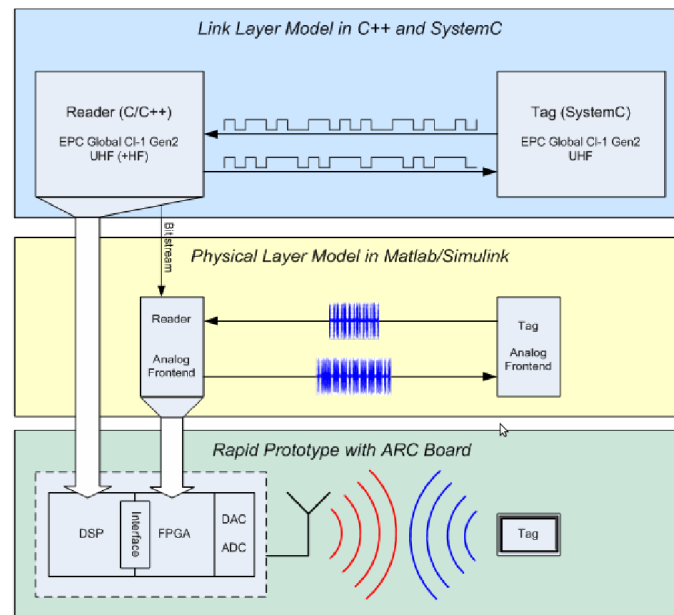 Link Layer Model in C++ and SystemC
Reader (C/C++)
EPC Global Cl-1 Gen2
UHF (+HF)
Tag (SystemC)
EPC Global Cl-1 Gen2
UHF
Bitstream
Physical Layer Model in Matlab/Simulink
Reader
Analog
Frontend
Tag
Analog
Frontend
Rapid Prototype with ARC Board
DSP
Interface
FPGA
DAC
ADC
Tag